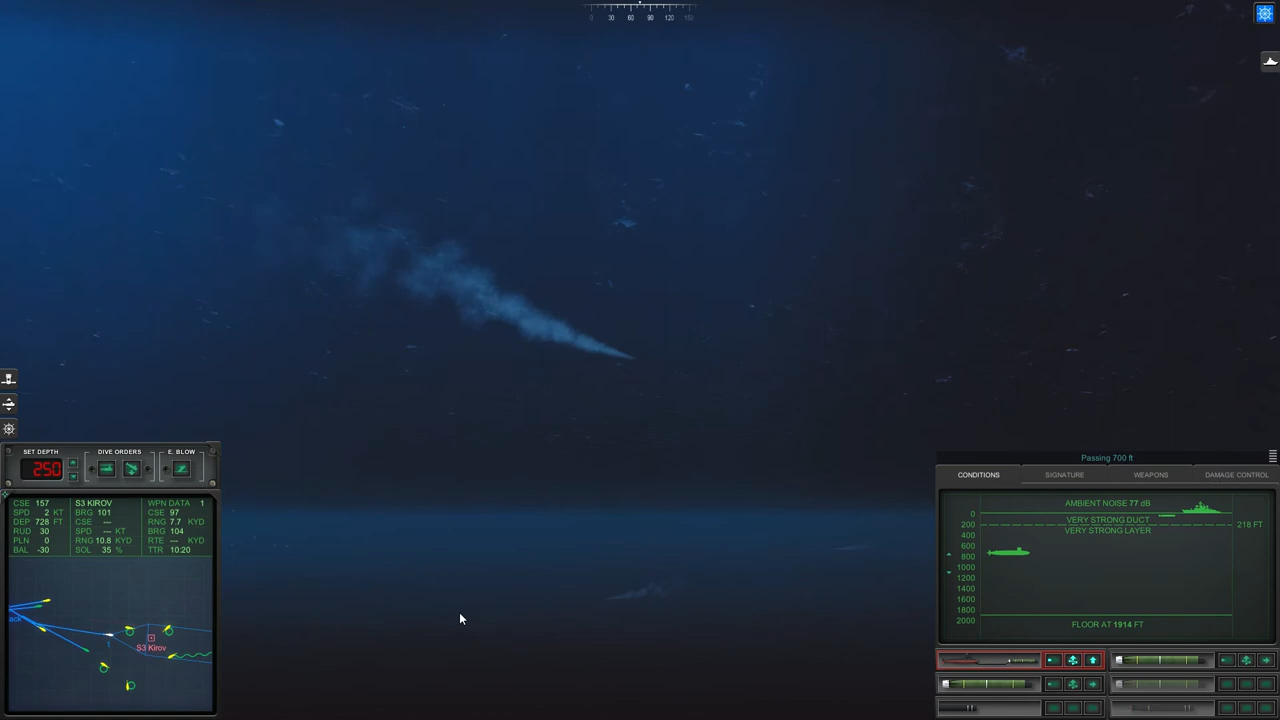 0 30 60 90 120 150
SET DEPTH DIVE ORDERS E. BLOW
250
CSE 157 S3 KIROV WPN DATA 1
SPD 2 KT BRG 101 CSE 97
DEP 728 FT CSE --- RNG 7.7 KYD
RUD 30 SPD --- KT BRG 104
PLN 0 RNG 10.8 KYD RTE --- KYD
BAL -30 SOL 35 % TTR 10:20
ack
1
S3 Kirov
Passing 700 ft
CONDITIONS SIGNATURE WEAPONS DAMAGE CONTROL
AMBIENT NOISE 77 dB
0
VERY STRONG DUCT
200 218 FT
VERY STRONG LAYER
400
600
800
1000
1200
1400
1600
1800
2000
FLOOR AT 1914 FT